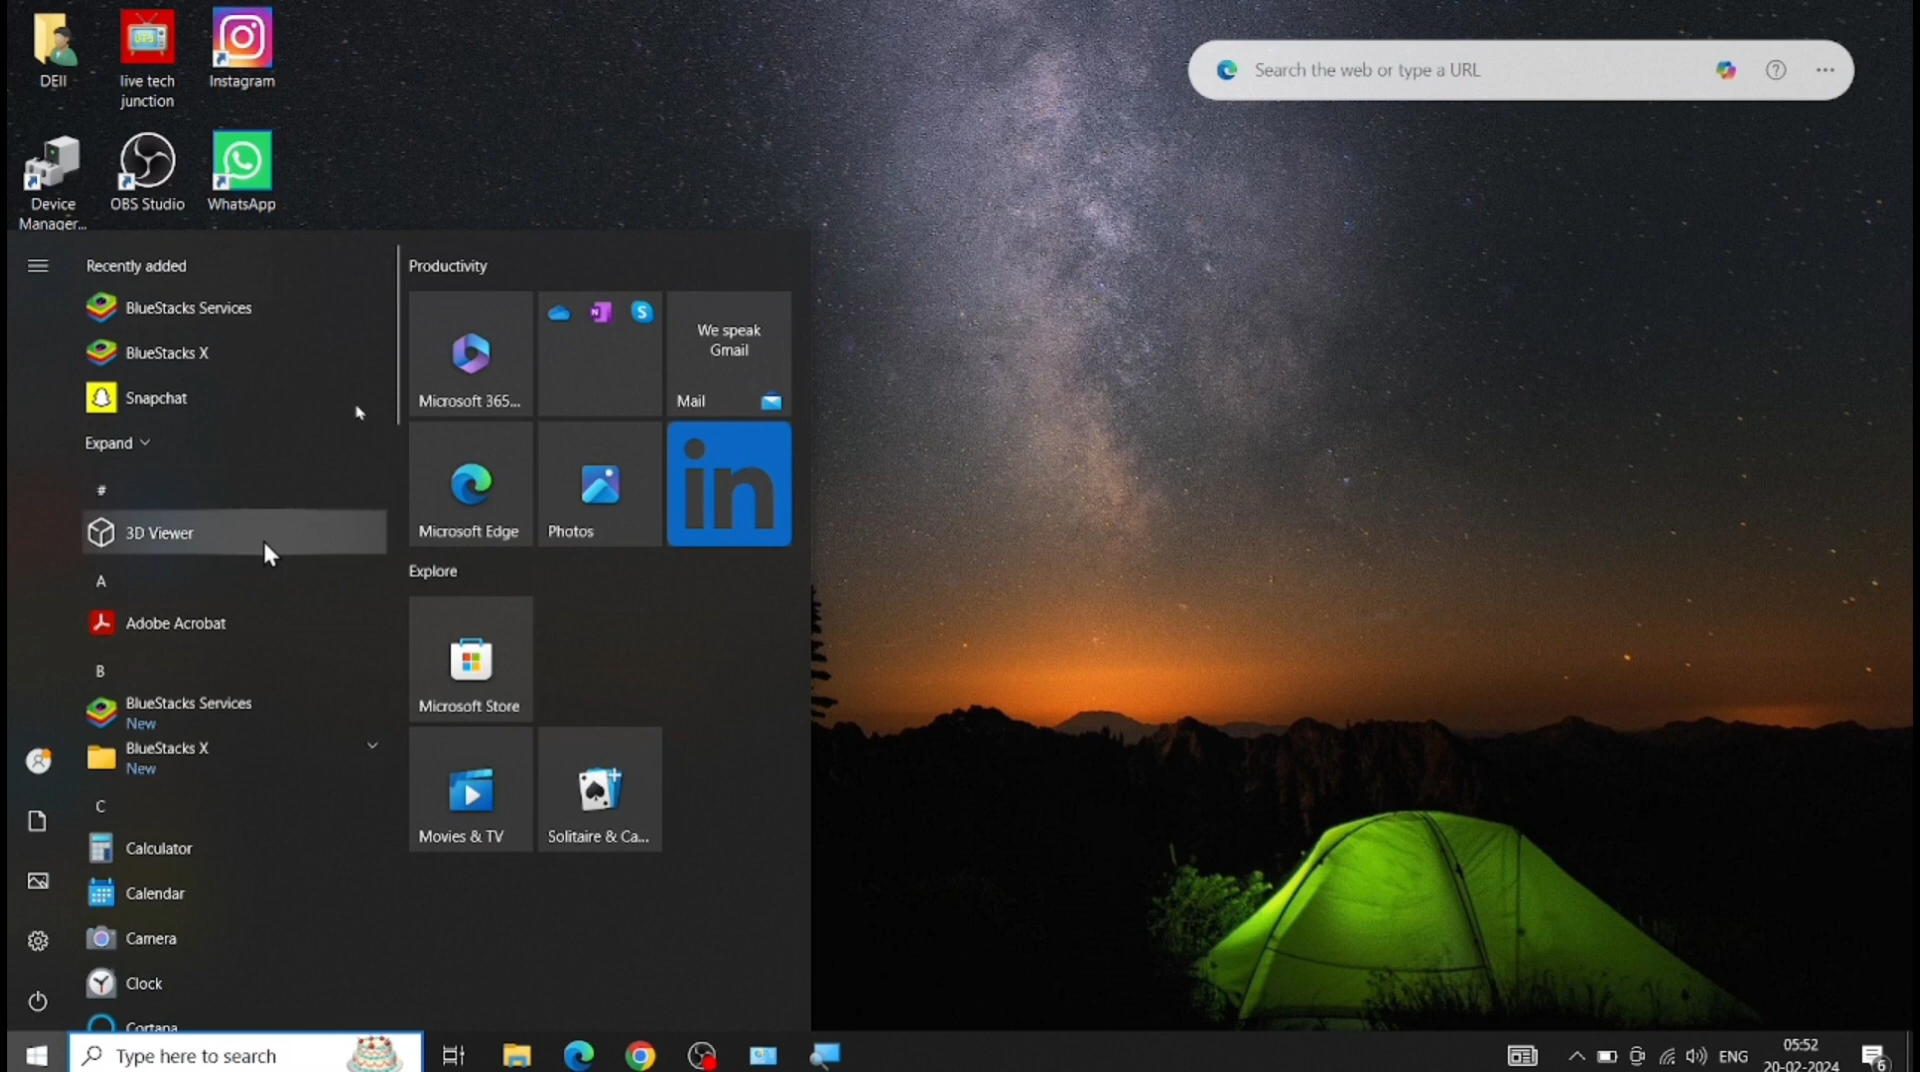 DEll
live tech
junction
Instagram
Device
Manager...
OBS Studio
WhatsApp
Search the web or type a URL
Recently added
BlueStacks Services
BlueStacks X
Snapchat
Expand
#
3D Viewer
A
Adobe Acrobat
B
BlueStacks Services
New
BlueStacks X
New
C
Calculator
Calendar
Camera
Clock
Cortana
Productivity
Microsoft 365...
We speak
Gmail
Mail
Microsoft Edge
Photos
in
Explore
Microsoft Store
Movies & TV
Solitaire & Ca...
Type here to search
ENG
05:52
20-02-2024
6